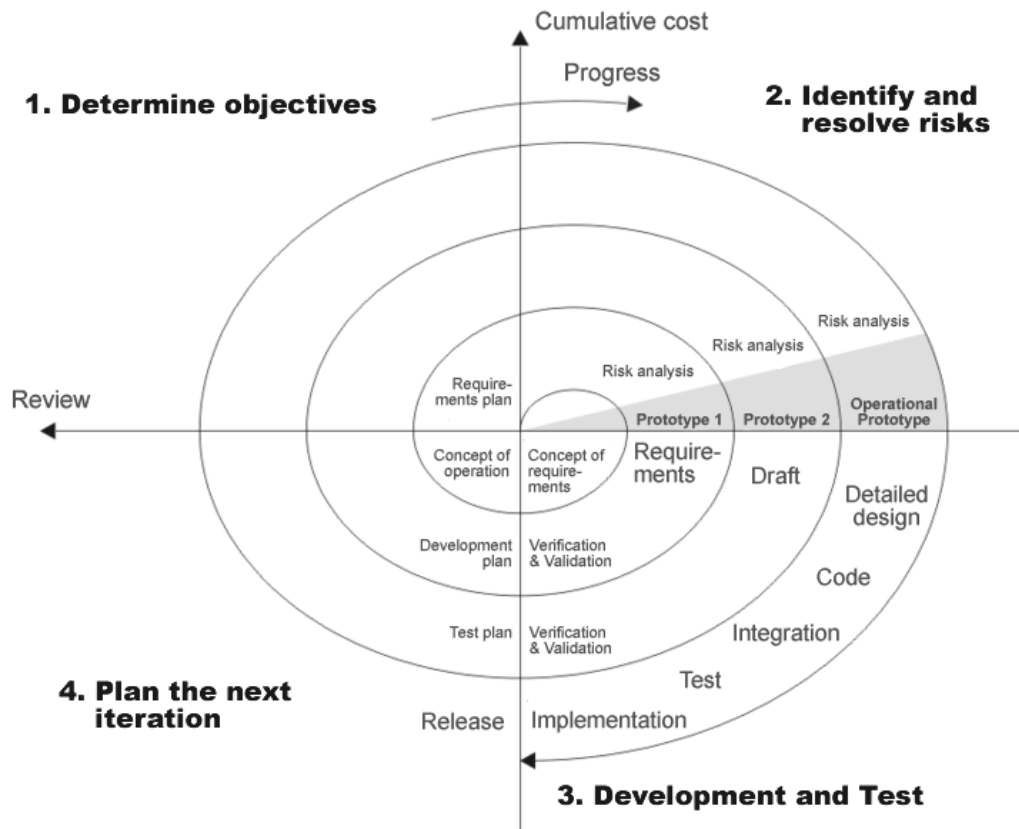 Cumulative cost
Progress
1. Determine objectives
2. Identify and
resolve risks
Risk analysis
Risk analysis
Risk analysis
Require-
ments plan
Review
Prototype 1
Prototype 2
Operational
Prototype
Concept of
operation
Concept of
require-
ments
Require-
ments
Draft
Detailed
design
Development
plan
Verification
& Validation
Code
Test plan
Verification
& Validation
Integration
Test
4. Plan the next
iteration
Release
Implementation
3. Development and Test